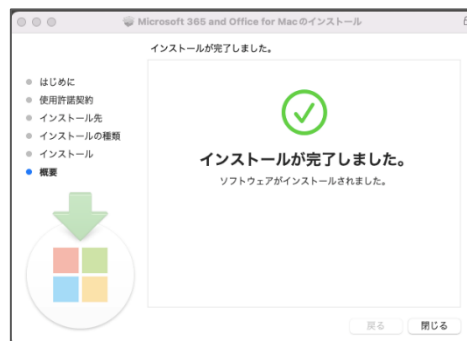 Microsoft 365 and Office for Macのインストール
インストールが完了しました。
はじめに
使用許諾契約
インストール先
インストールの種類
インストール
概要
インストールが完了しました。
ソフトウェアがインストールされました。
戻る
閉じる